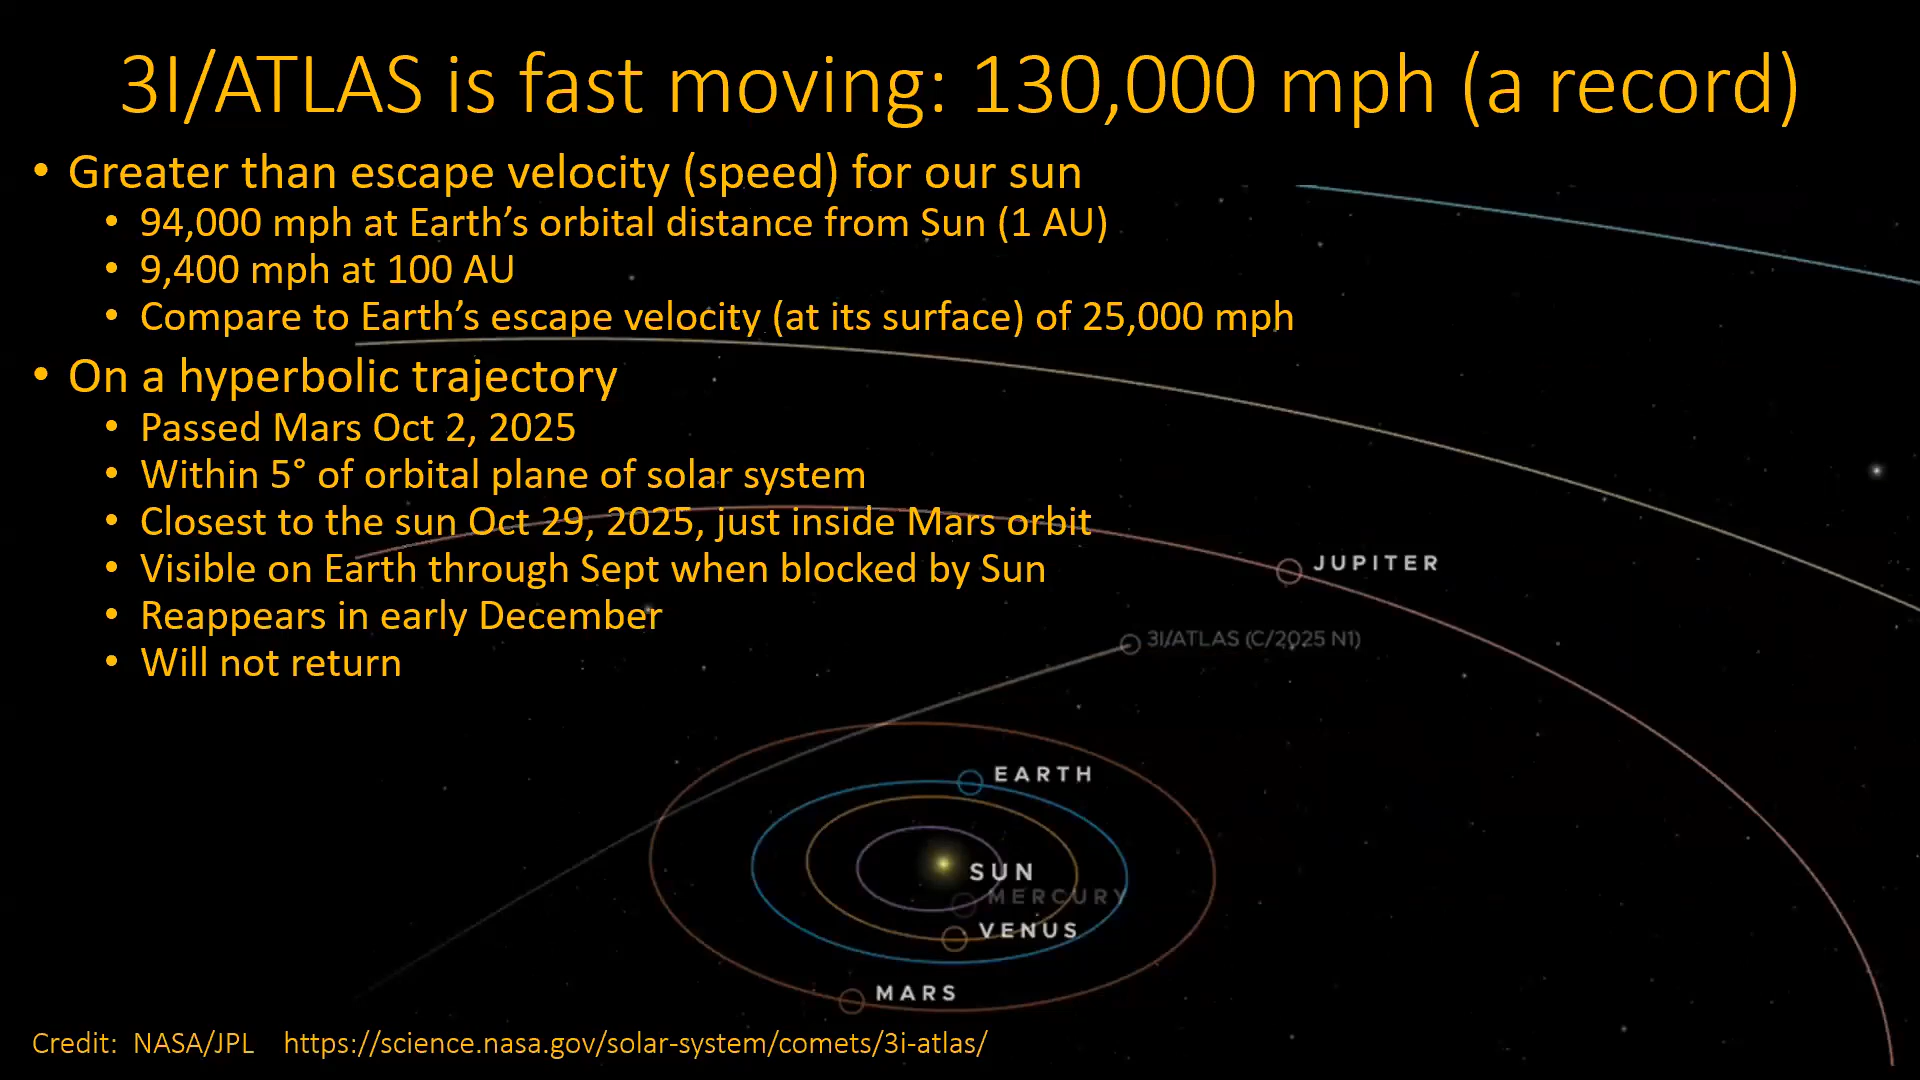 3I/ATLAS is fast moving: 130,000 mph (a record)
• Greater than escape velocity (speed) for our sun
• 94,000 mph at Earth’s orbital distance from Sun (1 AU)
• 9,400 mph at 100 AU
• Compare to Earth’s escape velocity (at its surface) of 25,000 mph
• On a hyperbolic trajectory
• Passed Mars Oct 2, 2025
• Within 5° of orbital plane of solar system
• Closest to the sun Oct 29, 2025, just inside Mars orbit
• Visible on Earth through Sept when blocked by Sun
• Reappears in early December
• Will not return
JUPITER
3I/ATLAS (C/2025 N1)
EARTH
SUN
MERCURY
VENUS
MARS
Credit: NASA/JPL https://science.nasa.gov/solar-system/comets/3i-atlas/